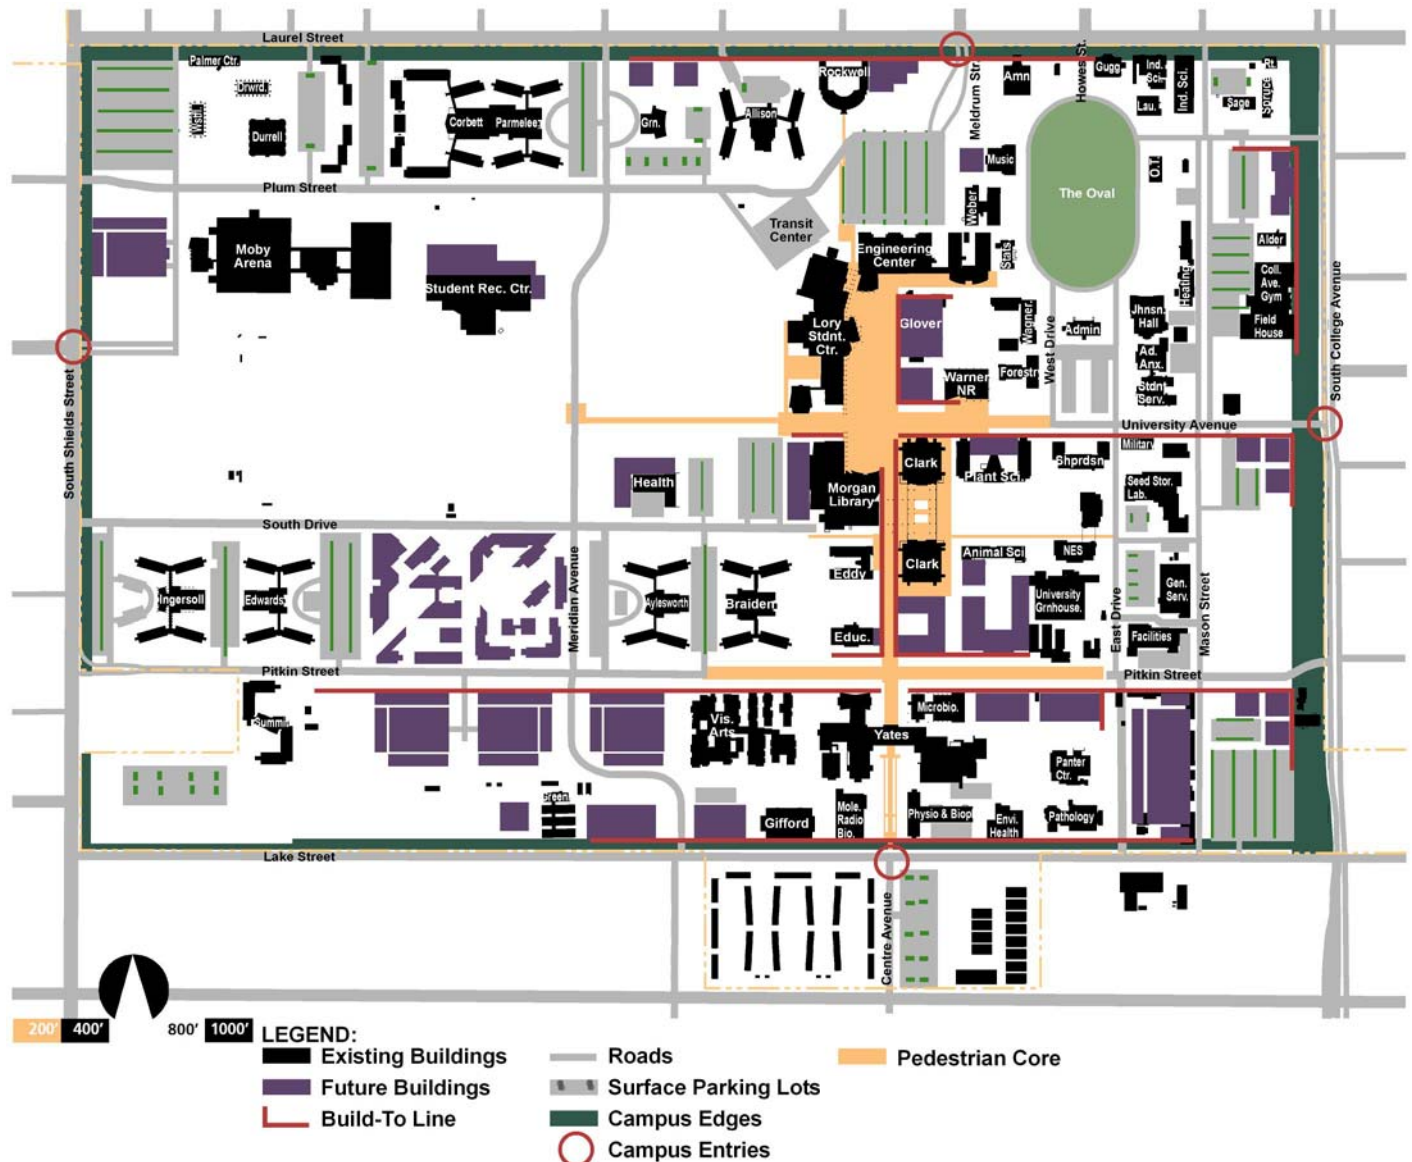 Laurel Street
Palmer Ctr.
Drwrd.
Durrell
Corbett
Parmelee
Grn.
Allison
Rockwell
Meldrum Str.
Amn
Howes St.
Gugg.
Ind.
Sci.
Lau.
Ind. Sci.
Sage
Spruce
Rt.
Plum Street
Music
Weber
The Oval
O.T.
Moby
Arena
Student Rec. Ctr.
Transit
Center
Engineering
Center
Stats
Heating
Alder
Coll.
Ave.
Gym
Field
House
Lory
Stdnt.
Ctr.
Glover
Wagner
Forestry
Warner
NR
West Drive
Admin
Jhnsn.
Hall
Ad.
Anx.
Stdnt
Serv.
South College Avenue
South Shields Street
University Avenue
Health
Morgan
Library
Clark
Plant Sci.
Shprdsn
Military
Seed Stor.
Lab.
South Drive
Ingersoll
Edwards
Meridian Avenue
Aylesworth
Braiden
Eddy
Clark
Animal Sci
NES
University
Grnhouse.
Gen.
Serv.
Educ.
East Drive
Facilities
Mason Street
Pitkin Street
Pitkin Street
Summit
Vis.
Arts
Yates
Microbio.
Panter
Ctr.
Green.
Gifford
Mole.
Radio
Bio.
Physio & Biop
Envi.
Health
Pathology
Lake Street
Centre Avenue
200' 400' 800' 1000'
LEGEND:
Existing Buildings
Future Buildings
Build-To Line
Roads
Surface Parking Lots
Campus Edges
Campus Entries
Pedestrian Core